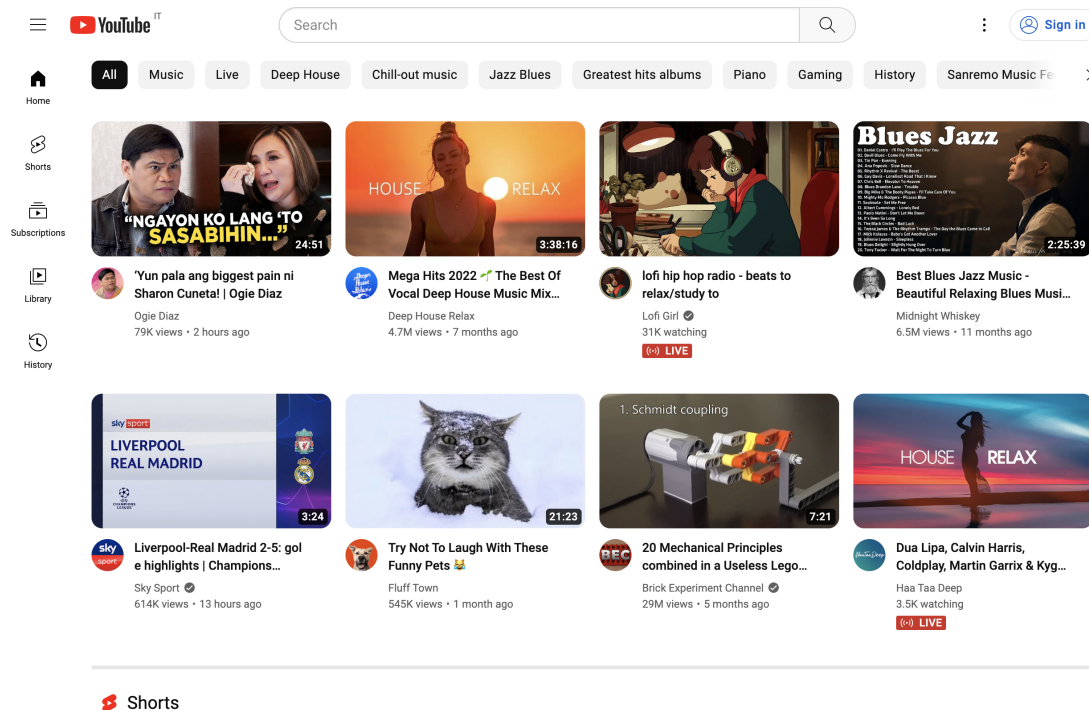 YouTube IT
Search
Sign in
All
Music
Live
Deep House
Chill-out music
Jazz Blues
Greatest hits albums
Piano
Gaming
History
Sanremo Music Fe
Home
Shorts
Subscriptions
Library
History
“NGAYON KO LANG ‘TO
SASABIHIN...”
24:51
‘Yun pala ang biggest pain ni
Sharon Cuneta! | Ogie Diaz
Ogie Diaz
79K views • 2 hours ago
HOUSE RELAX
3:38:16
Mega Hits 2022 🌱 The Best Of
Vocal Deep House Music Mix...
Deep House Relax
4.7M views • 7 months ago
lofi hip hop radio - beats to
relax/study to
Lofi Girl
31K watching
LIVE
Blues Jazz
2:25:39
Best Blues Jazz Music -
Beautiful Relaxing Blues Musi...
Midnight Whiskey
6.5M views • 11 months ago
sky sport
LIVERPOOL
REAL MADRID
CHAMPIONS
LEAGUE
3:24
sky
sport
Liverpool-Real Madrid 2-5: gol
e highlights | Champions...
Sky Sport
614K views • 13 hours ago
21:23
Try Not To Laugh With These
Funny Pets 😹
Fluff Town
545K views • 1 month ago
1. Schmidt coupling
7:21
BEC
20 Mechanical Principles
combined in a Useless Lego...
Brick Experiment Channel
29M views • 5 months ago
HOUSE RELAX
Dua Lipa, Calvin Harris,
Coldplay, Martin Garrix & Kyg...
Haa Taa Deep
3.5K watching
LIVE
Shorts